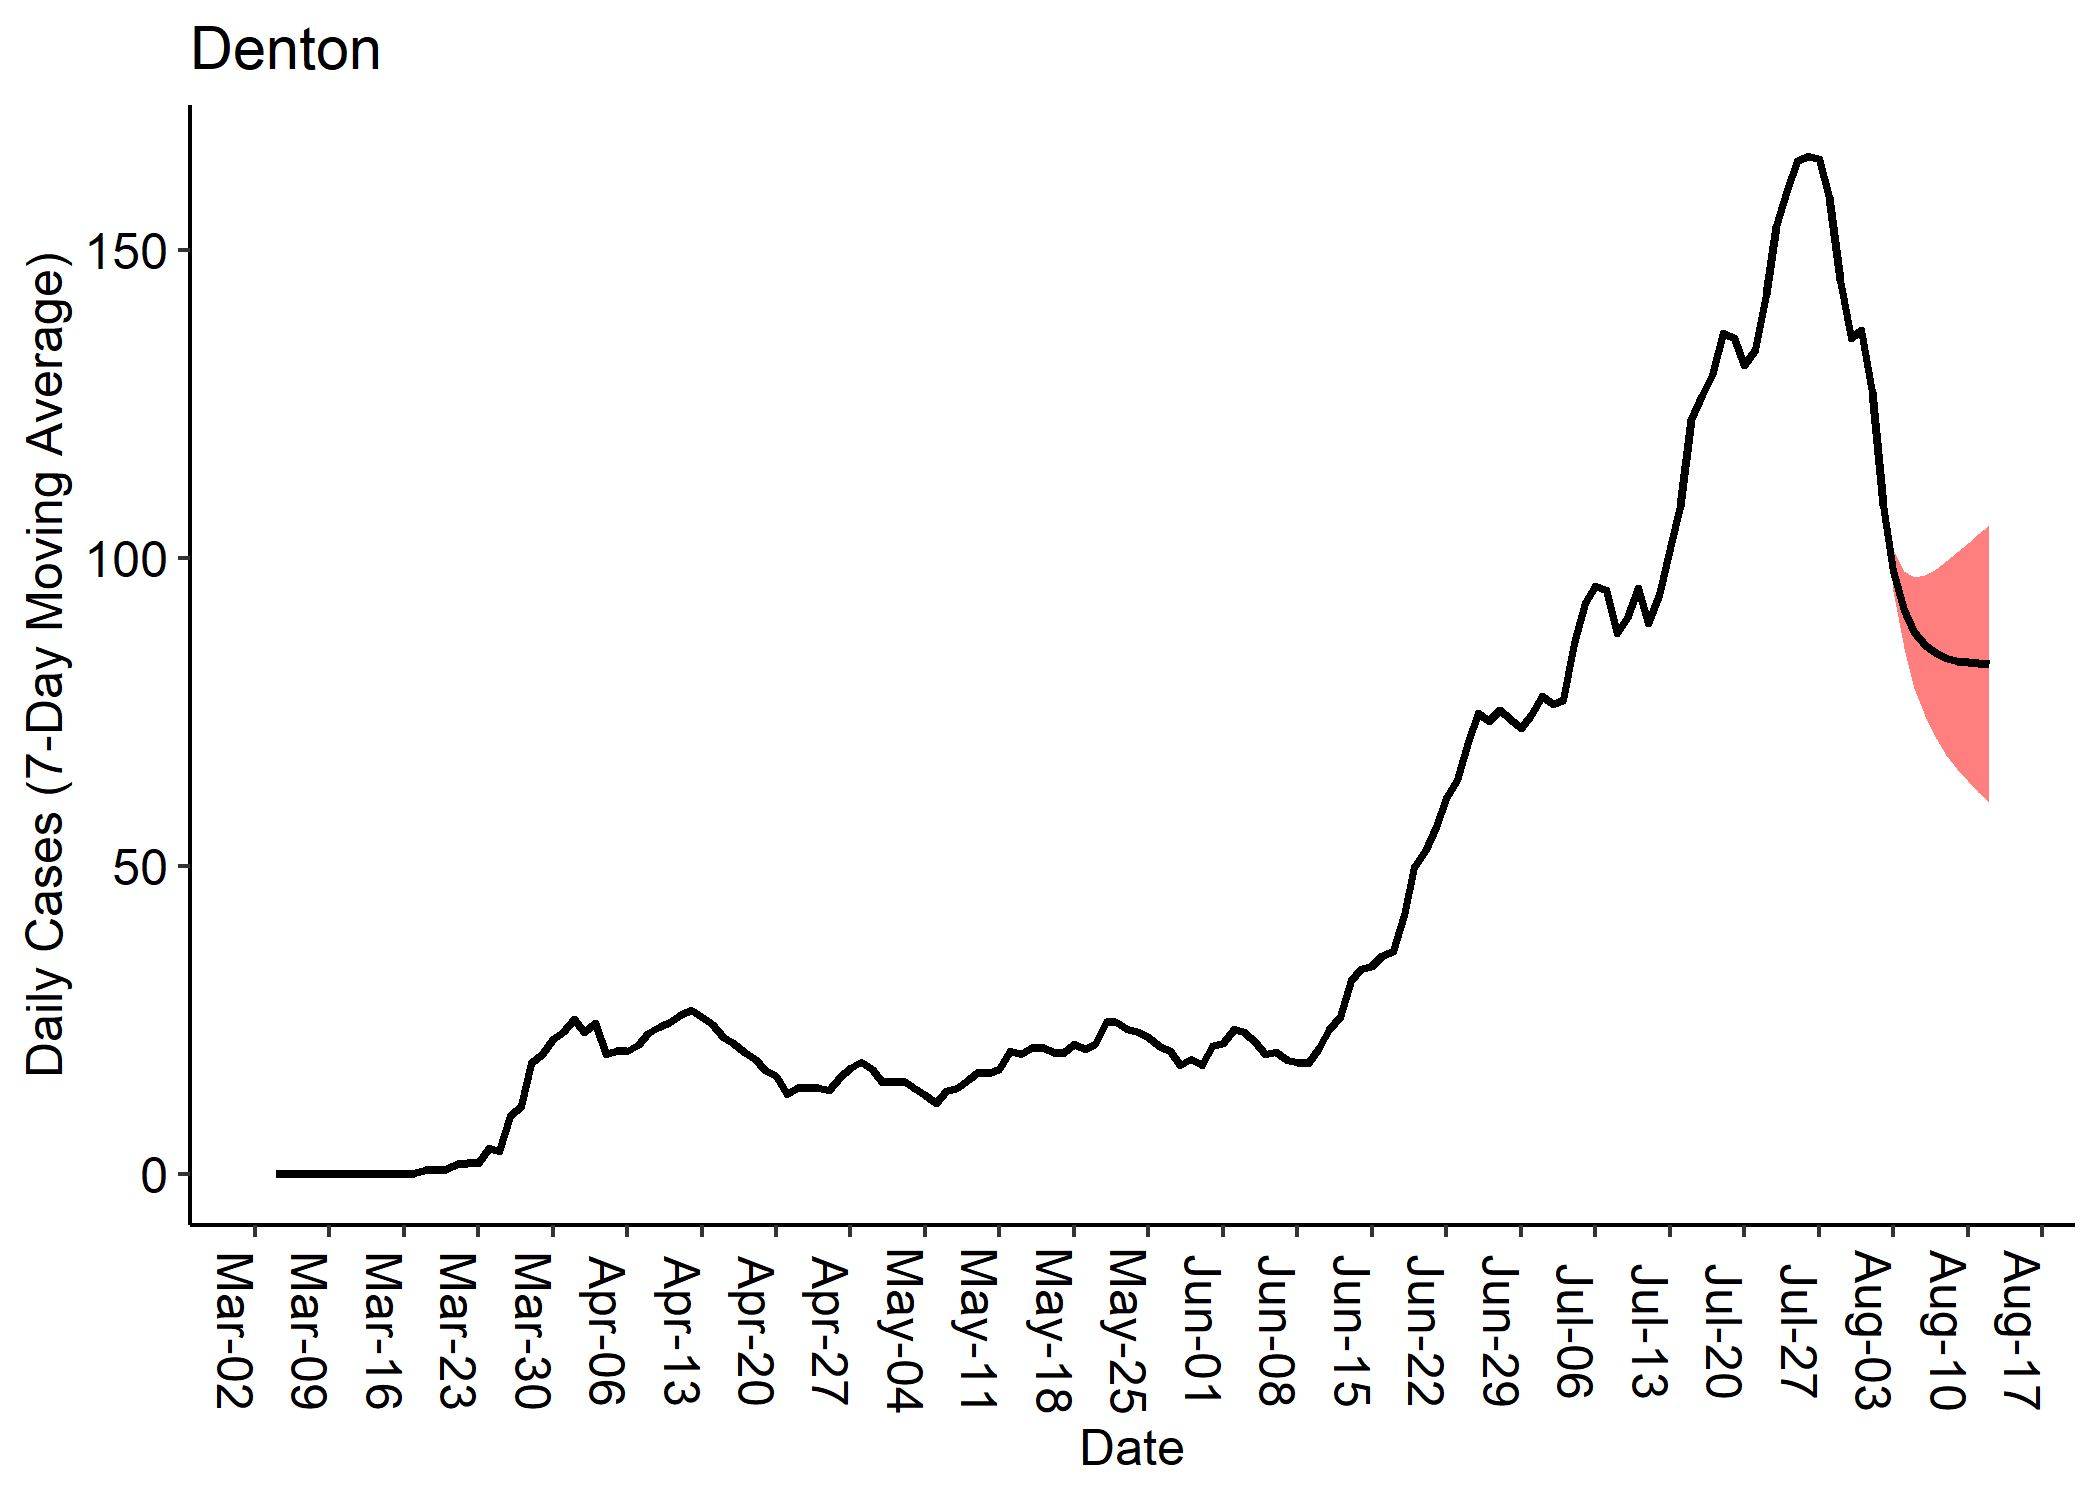 Denton
Daily Cases (7-Day Moving Average)
150
100
50
0
Mar-02
Mar-09
Mar-16
Mar-23
Mar-30
Apr-06
Apr-13
Apr-20
Apr-27
May-04
May-11
May-18
May-25
Jun-01
Jun-08
Jun-15
Jun-22
Jun-29
Jul-06
Jul-13
Jul-20
Jul-27
Aug-03
Aug-10
Aug-17
Date